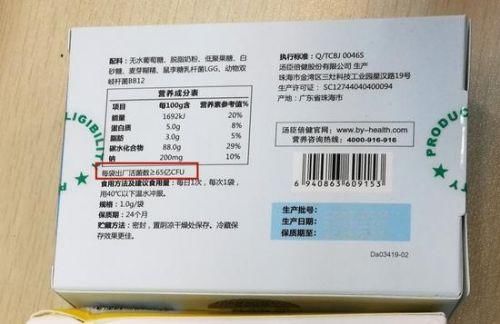 配料：无水葡萄糖、脱脂奶粉、低聚果糖、白
砂糖、麦芽糊精、鼠李糖乳杆菌LGG、动物双
歧杆菌BB12
营养成分表
项目 每100g含 营养素参考值%
能量 1692kJ 20%
蛋白质 5.0g 8%
脂肪 3.0g 5%
碳水化合物 88.0g 29%
钠 200mg 10%
每袋出厂活菌数≥65亿CFU
食用方法及建议食用量：每日1次，每次1袋，
用40℃以下温水冲服。
规格：1.0g/袋
保质期：24个月
贮藏方法：密封，置阴凉干燥处保存。冷藏保
存效果更佳。
执行标准：Q/TCBJ 0046S
汤臣倍健股份有限公司 生产
珠海市金湾区三灶科技工业园星汉路19号
生产许可证：SC12744040400094
产地：广东省珠海市
汤臣倍健官网：www.by-health.com
营养咨询热线：4000-916-916
6940863609153
生产批号：
生产日期：
保质期至：
Da03419-02
LIGIBILITY
PRODUCT